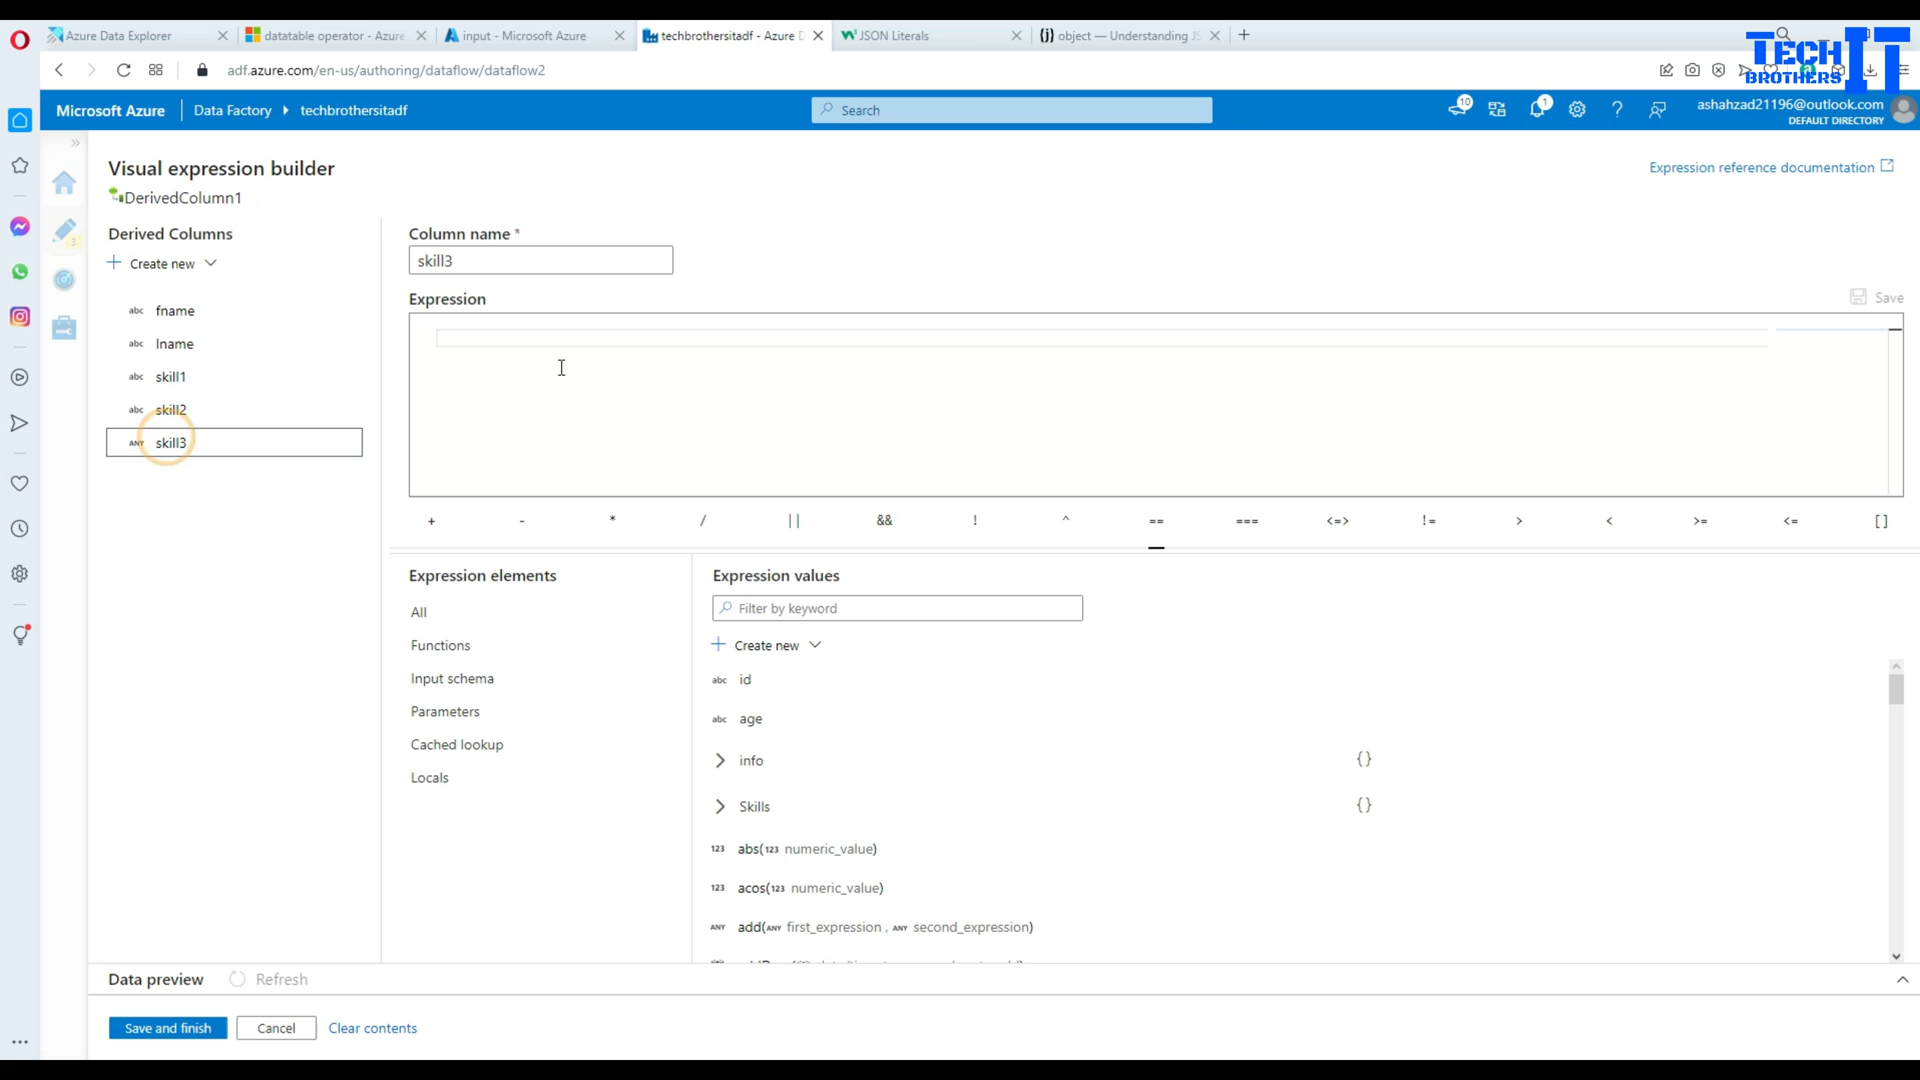 Azure Data Explorer
datatable operator - Azure
input - Microsoft Azure
techbrothersitadf - Azure D
JSON Literals
object — Understanding JS
TECH
BROTHERS
IT
adf.azure.com/en-us/authoring/dataflow/dataflow2
Microsoft Azure
Data Factory
techbrothersitadf
Search
10
1
ashahzad21196@outlook.com
DEFAULT DIRECTORY
Visual expression builder
Expression reference documentation
DerivedColumn1
Derived Columns
Create new
abc fname
abc lname
abc skill1
abc skill2
ANY skill3
3
Column name *
skill3
Expression
Save
+ - * / || && ! ^ == === <=> != > < >= <= []
Expression elements
All
Functions
Input schema
Parameters
Cached lookup
Locals
Expression values
Filter by keyword
Create new
abc id
abc age
info {}
Skills {}
123 abs(123 numeric_value)
123 acos(123 numeric_value)
ANY add(ANY first_expression , ANY second_expression)
Data preview
Refresh
Save and finish
Cancel
Clear contents